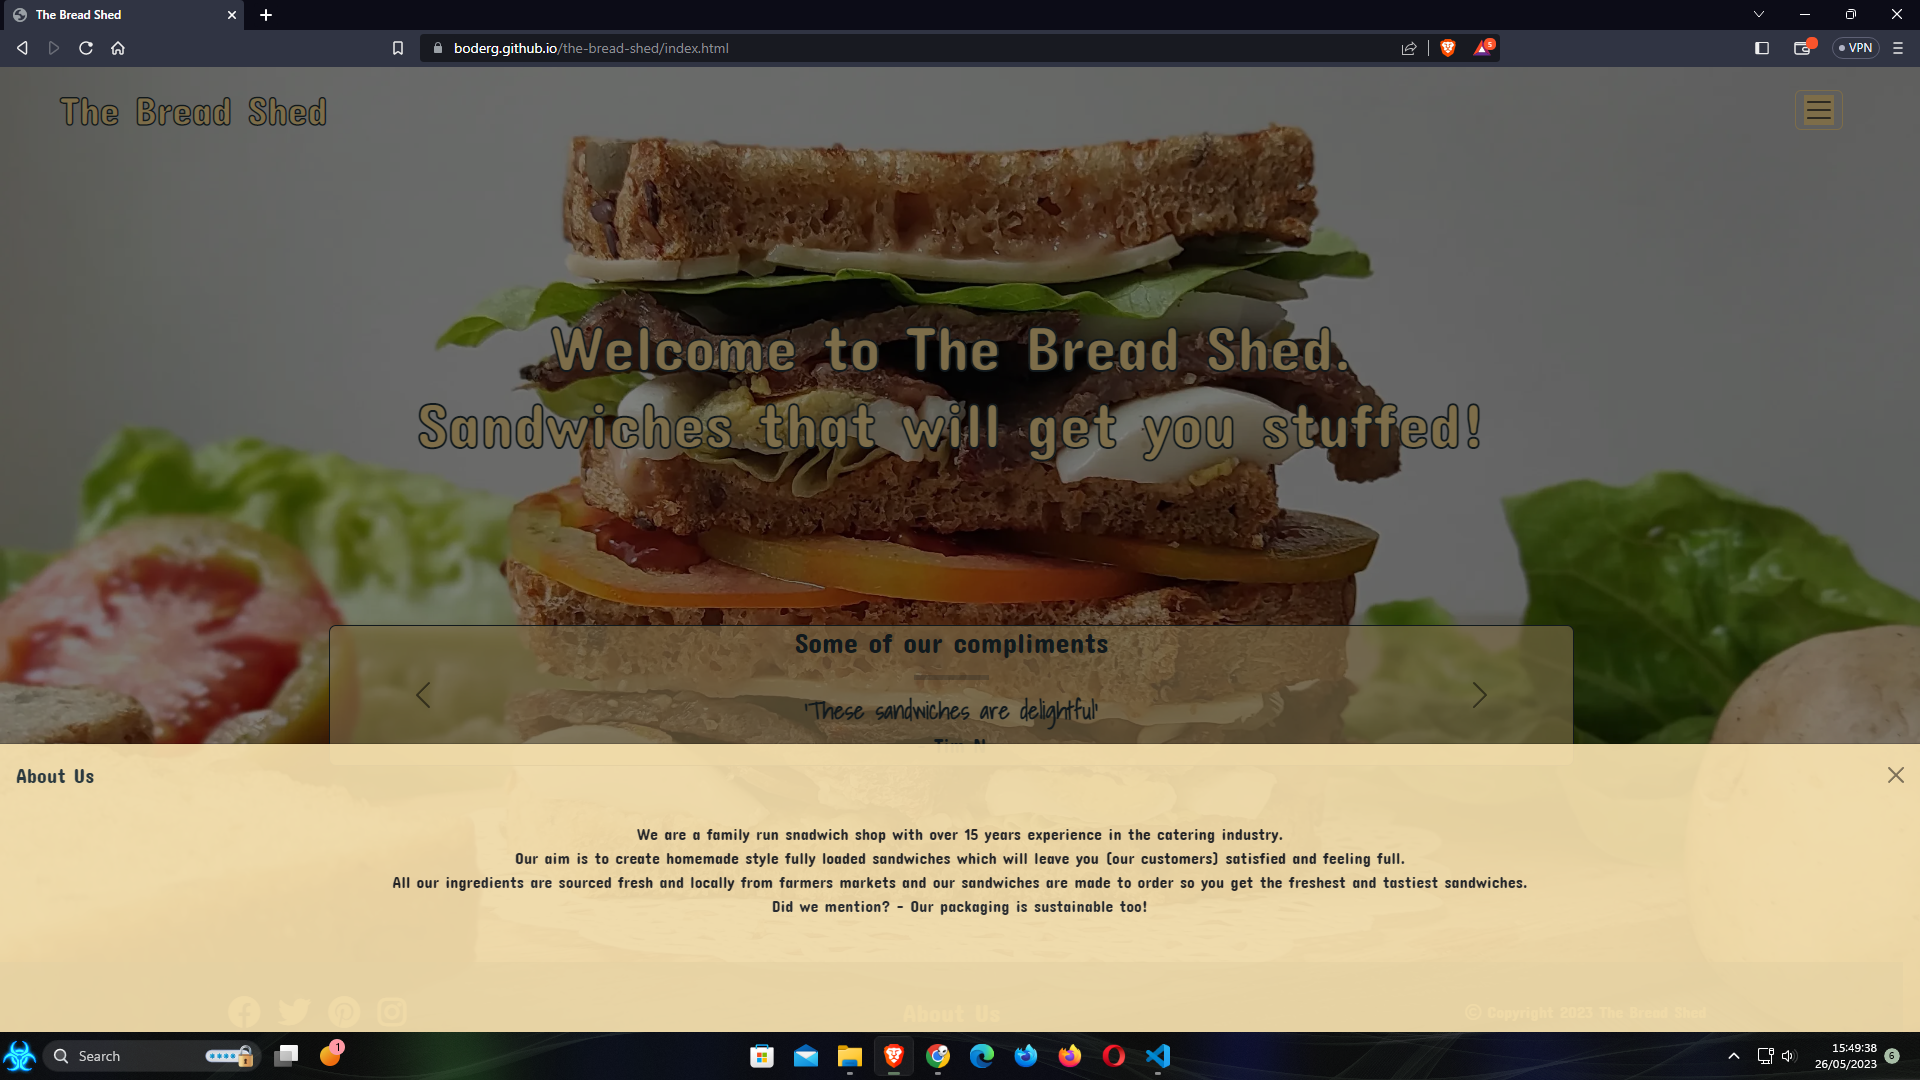 The Bread Shed
boderg.github.io/the-bread-shed/index.html
5
VPN
The Bread Shed
Welcome to The Bread Shed.
Sandwiches that will get you stuffed!
Some of our compliments
'These sandwiches are delightful'
About Us
We are a family run snadwich shop with over 15 years experience in the catering industry.
Our aim is to create homemade style fully loaded sandwiches which will leave you (our customers) satisfied and feeling full.
All our ingredients are sourced fresh and locally from farmers markets and our sandwiches are made to order so you get the freshest and tastiest sandwiches.
Did we mention? - Our packaging is sustainable too!
About Us
© Copyright 2023 The Bread Shed
Search
1
15:49:38
26/05/2023
6